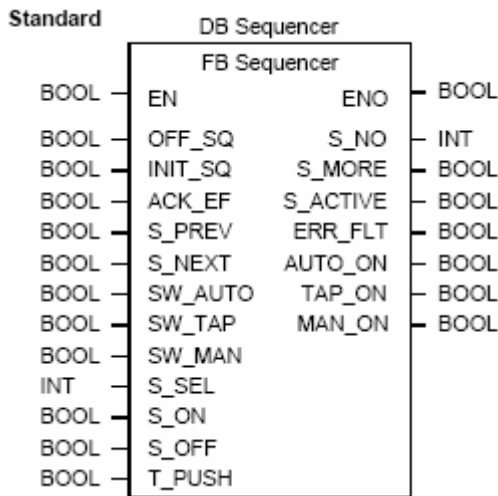 Standard
DB Sequencer
FB Sequencer
BOOL EN ENO BOOL
BOOL OFF_SQ S_NO INT
BOOL INIT_SQ S_MORE BOOL
BOOL ACK_EF S_ACTIVE BOOL
BOOL S_PREV ERR_FLT BOOL
BOOL S_NEXT AUTO_ON BOOL
BOOL SW_AUTO TAP_ON BOOL
BOOL SW_TAP MAN_ON BOOL
BOOL SW_MAN
INT S_SEL
BOOL S_ON
BOOL S_OFF
BOOL T_PUSH